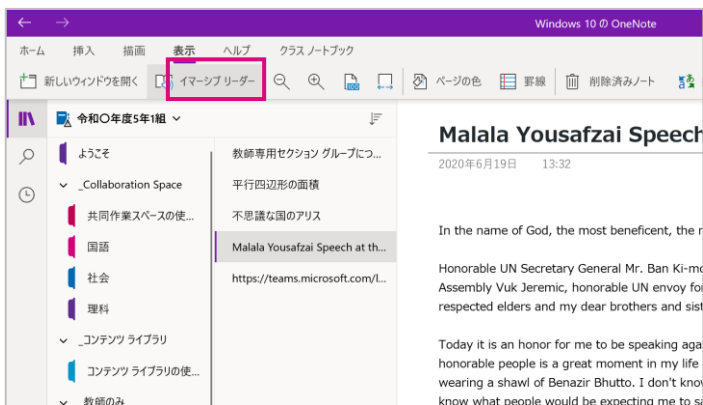 Windows 10 の OneNote
ホーム 挿入 描画 表示 ヘルプ クラス ノートブック
新しいウィンドウを開く イマーシブ リーダー ページの色 罫線 削除済みノート
令和〇年度5年1組
ようこそ
_Collaboration Space
共同作業スペースの使...
国語
社会
理科
_コンテンツ ライブラリ
コンテンツ ライブラリの使...
教師のみ
教師専用セクション グループにつ...
平行四辺形の面積
不思議な国のアリス
Malala Yousafzai Speech at th...
https://teams.microsoft.com/l...
Malala Yousafzai Speech
2020年6月19日 13:32
In the name of God, the most beneficent, the
Honorable UN Secretary General Mr. Ban Ki-mo
Assembly Vuk Jeremic, honorable UN envoy for
respected elders and my dear brothers and sist
Today it is an honor for me to be speaking aga
honorable people is a great moment in my life
wearing a shawl of Benazir Bhutto. I don't know
know what people would be expecting me to sa